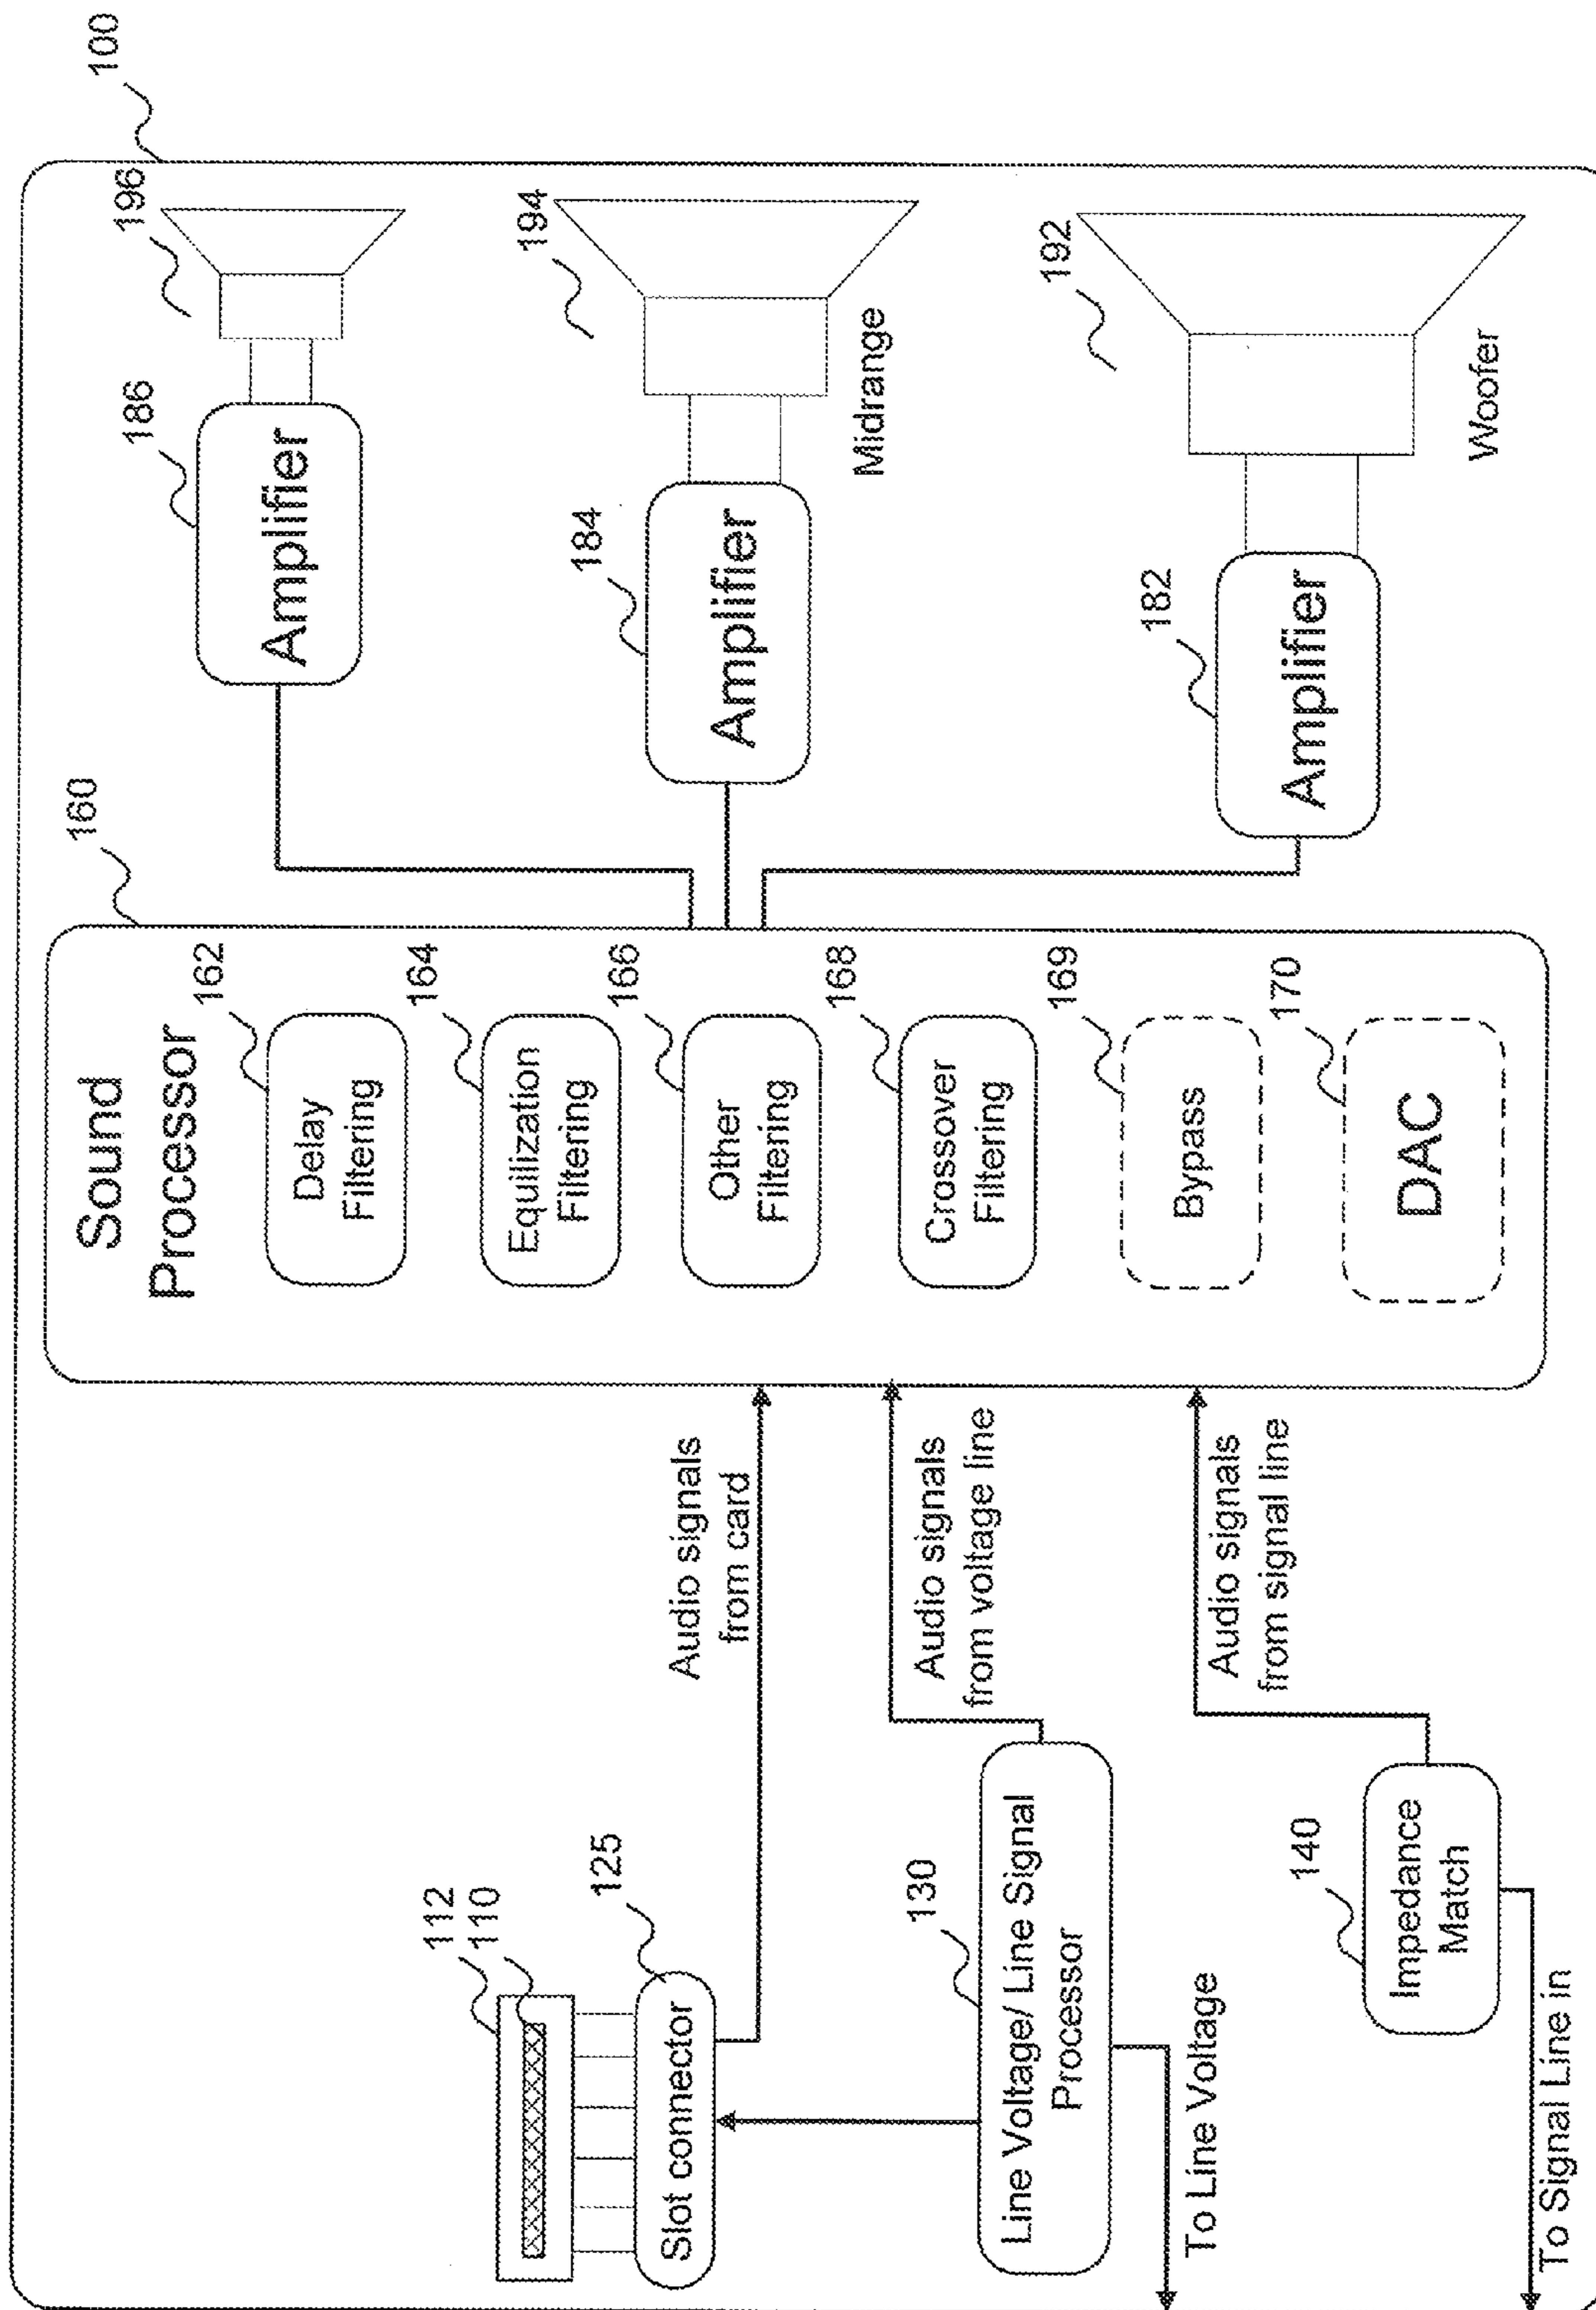 100
160
Sound
Processor
162
Delay
Filtering
164
Equilization
Filtering
166
Other
Filtering
168
Crossover
Filtering
169
Bypass
170
DAC
186
Amplifier
196
184
Amplifier
194
Midrange
182
Amplifier
192
Woofer
112
110
125
Slot connector
Audio signals
from card
130
Line Voltage/ Line Signal
Processor
Audio signals
from voltage line
To Line Voltage
140
Impedance
Match
Audio signals
from signal line
To Signal Line in